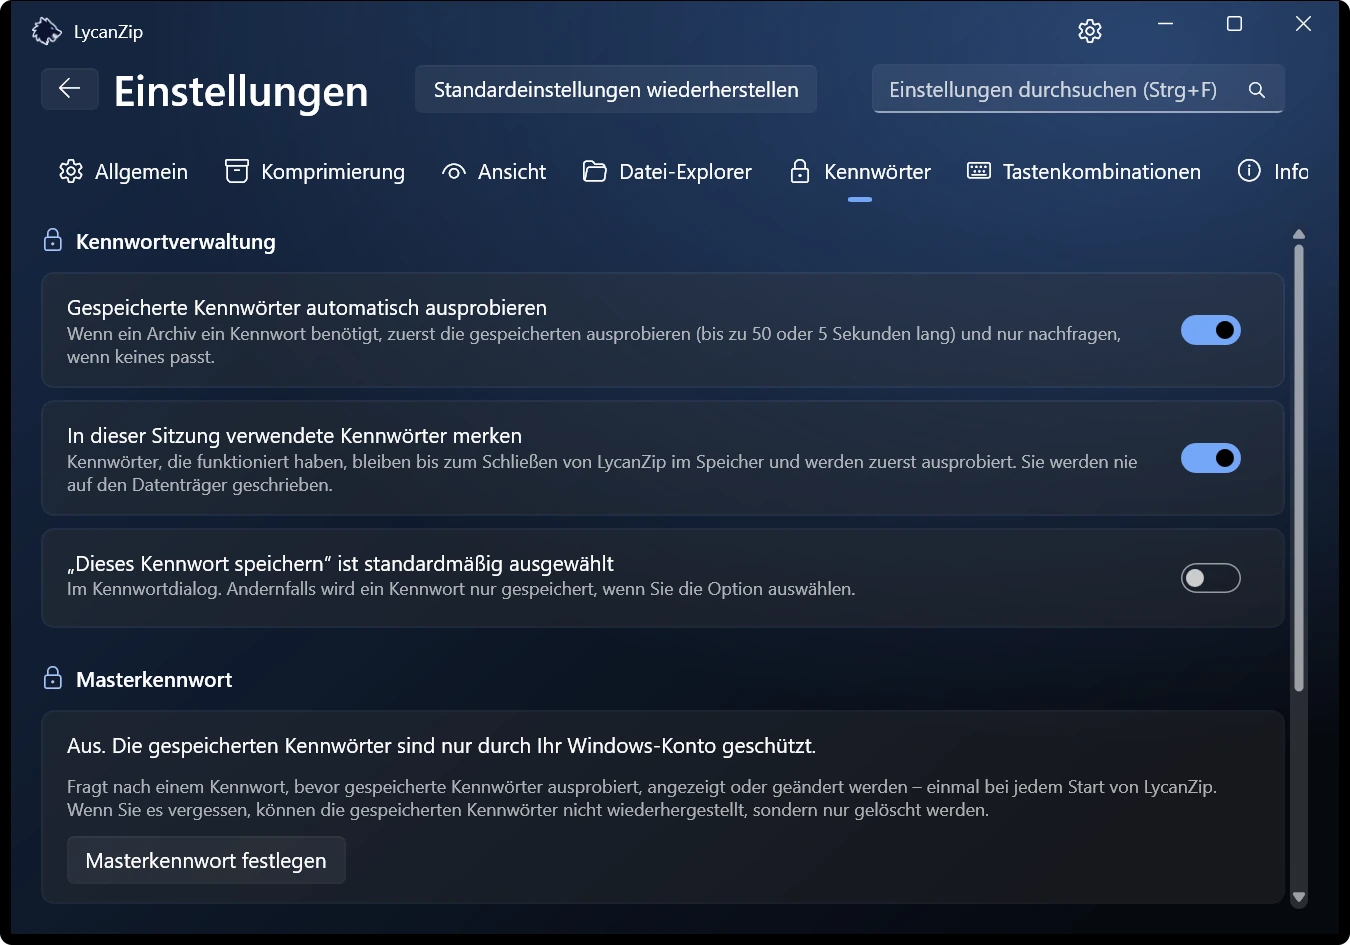 LycanZip
Einstellungen
Standardeinstellungen wiederherstellen
Einstellungen durchsuchen (Strg+F)
Allgemein
Komprimierung
Ansicht
Datei-Explorer
Kennwörter
Tastenkombinationen
Info
Kennwortverwaltung
Gespeicherte Kennwörter automatisch ausprobieren
Wenn ein Archiv ein Kennwort benötigt, zuerst die gespeicherten ausprobieren (bis zu 50 oder 5 Sekunden lang) und nur nachfragen,
wenn keines passt.
In dieser Sitzung verwendete Kennwörter merken
Kennwörter, die funktioniert haben, bleiben bis zum Schließen von LycanZip im Speicher und werden zuerst ausprobiert. Sie werden nie
auf den Datenträger geschrieben.
„Dieses Kennwort speichern“ ist standardmäßig ausgewählt
Im Kennwortdialog. Andernfalls wird ein Kennwort nur gespeichert, wenn Sie die Option auswählen.
Masterkennwort
Aus. Die gespeicherten Kennwörter sind nur durch Ihr Windows-Konto geschützt.
Fragt nach einem Kennwort, bevor gespeicherte Kennwörter ausprobiert, angezeigt oder geändert werden – einmal bei jedem Start von LycanZip.
Wenn Sie es vergessen, können die gespeicherten Kennwörter nicht wiederhergestellt, sondern nur gelöscht werden.
Masterkennwort festlegen